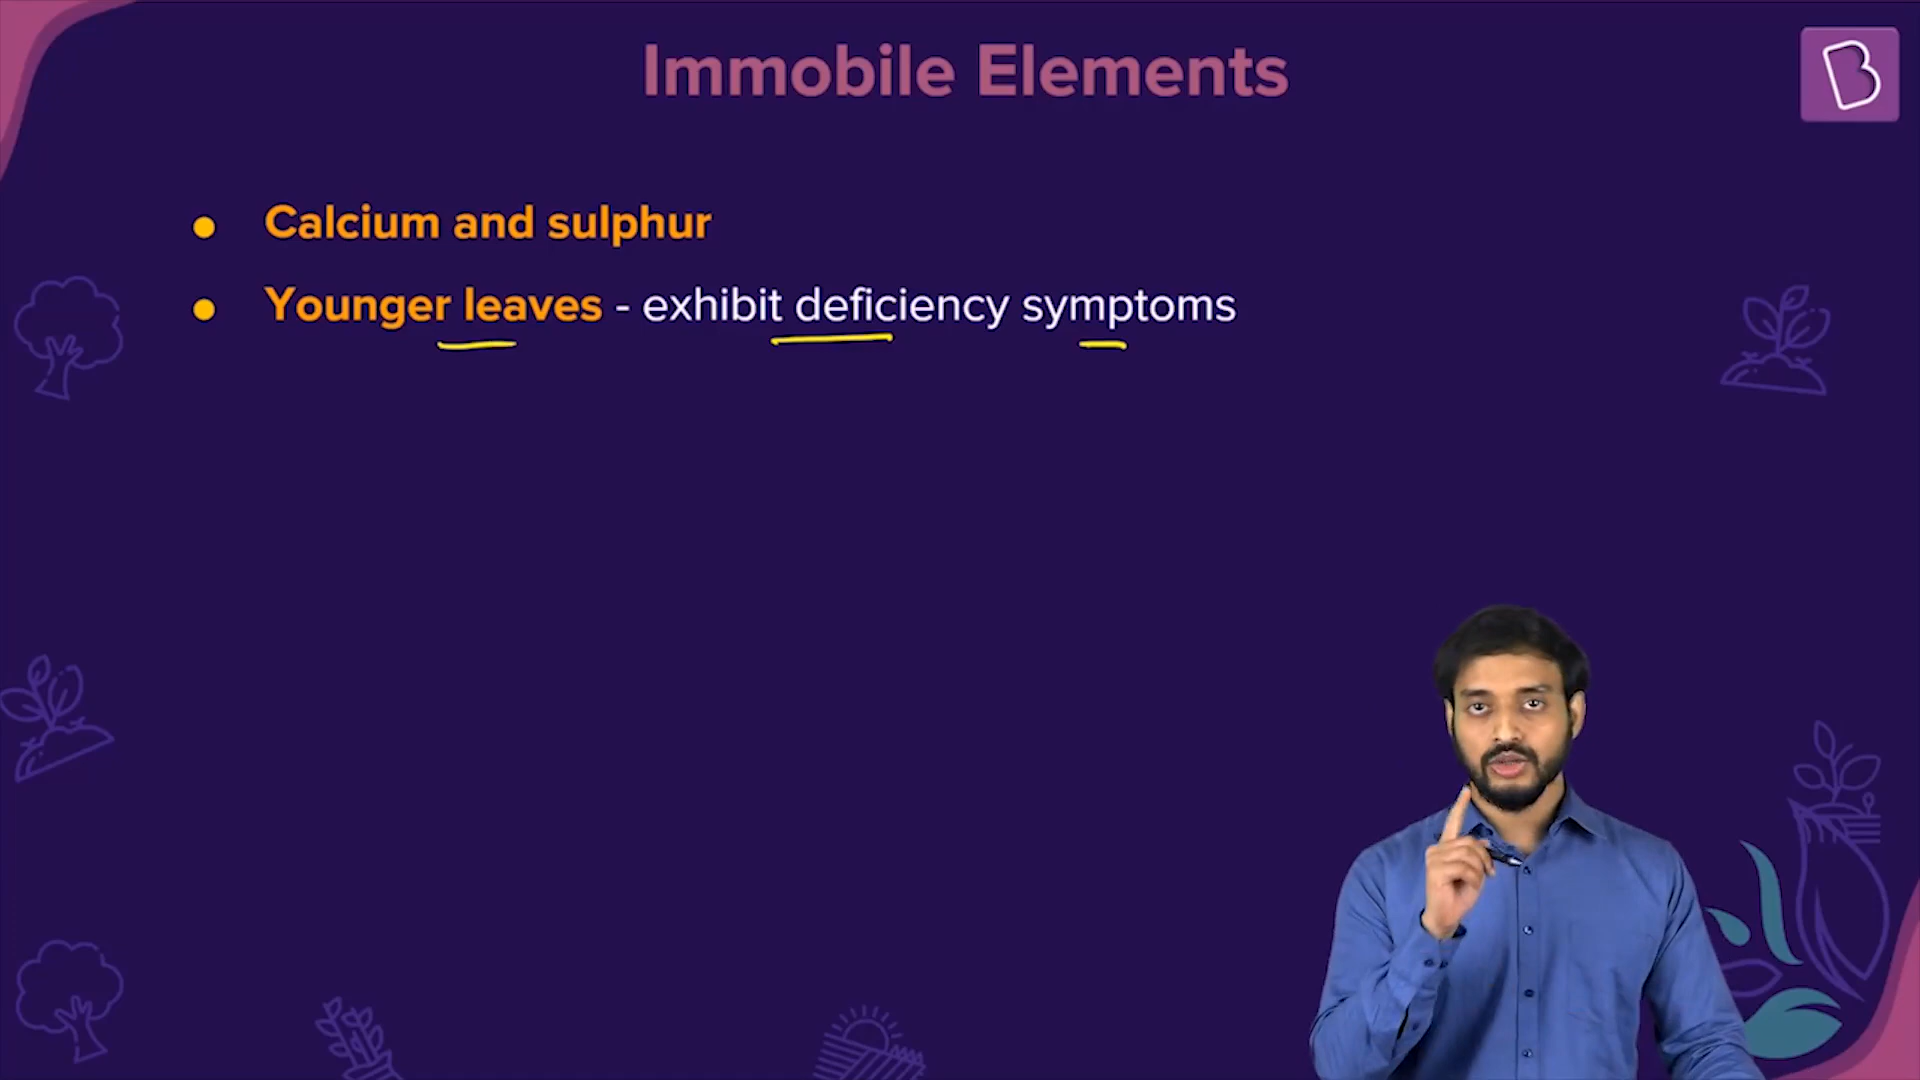 Immobile Elements
B
Calcium and sulphur
Younger leaves - exhibit deficiency symptoms